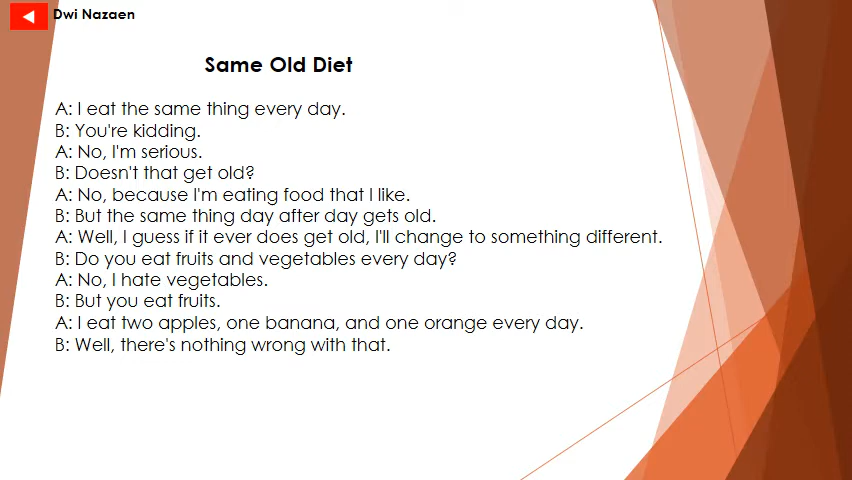 Dwi Nazaen
Same Old Diet
A: I eat the same thing every day.
B: You're kidding.
A: No, I'm serious.
B: Doesn't that get old?
A: No, because I'm eating food that I like.
B: But the same thing day after day gets old.
A: Well, I guess if it ever does get old, I'll change to something different.
B: Do you eat fruits and vegetables every day?
A: No, I hate vegetables.
B: But you eat fruits.
A: I eat two apples, one banana, and one orange every day.
B: Well, there's nothing wrong with that.